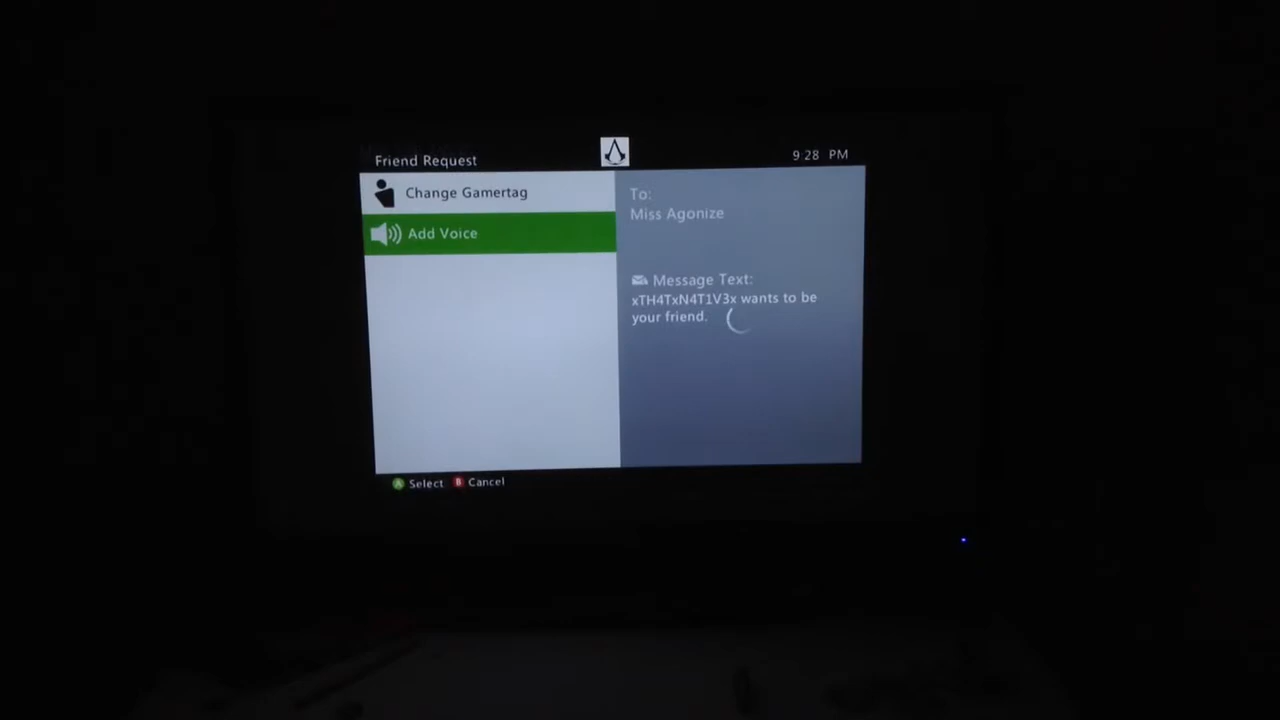 Friend Request
9:28 PM
Change Gamertag
Add Voice
To:
Miss Agonize
Message Text:
xTH4TxN4T1V3x wants to be
your friend.
A Select B Cancel